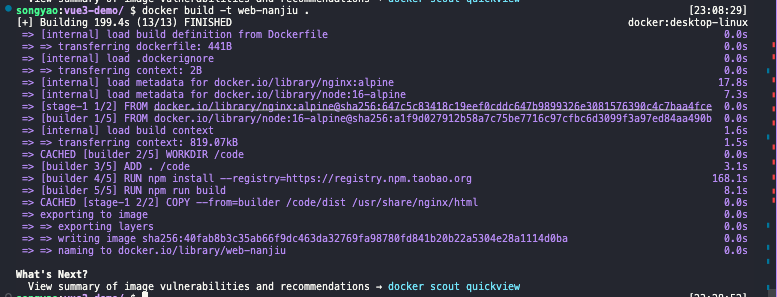 View summary of image vulnerabilities and recommendations → docker scout quickview
songyao:vue3-demo/ $ docker build -t web-nanjiu . [23:08:29]
[+] Building 199.4s (13/13) FINISHED docker:desktop-linux
=> [internal] load build definition from Dockerfile 0.0s
=> => transferring dockerfile: 441B 0.0s
=> [internal] load .dockerignore 0.0s
=> => transferring context: 2B 0.0s
=> [internal] load metadata for docker.io/library/nginx:alpine 17.8s
=> [internal] load metadata for docker.io/library/node:16-alpine 7.3s
=> [stage-1 1/2] FROM docker.io/library/nginx:alpine@sha256:647c5c83418c19eef0cddc647b9899326e3081576390c4c7baa4fce 0.0s
=> [builder 1/5] FROM docker.io/library/node:16-alpine@sha256:a1f9d027912b58a7c75be7716c97cfbc6d3099f3a97ed84aa490b 0.0s
=> [internal] load build context 1.6s
=> => transferring context: 819.07kB 1.5s
=> CACHED [builder 2/5] WORKDIR /code 0.0s
=> [builder 3/5] ADD . /code 3.1s
=> [builder 4/5] RUN npm install --registry=https://registry.npm.taobao.org 168.1s
=> [builder 5/5] RUN npm run build 8.1s
=> CACHED [stage-1 2/2] COPY --from=builder /code/dist /usr/share/nginx/html 0.0s
=> exporting to image 0.0s
=> => exporting layers 0.0s
=> => writing image sha256:40fab8b3c35ab66f9dc463da32769fa98780fd841b20b22a5304e28a1114d0ba 0.0s
=> => naming to docker.io/library/web-nanjiu 0.0s
What's Next?
View summary of image vulnerabilities and recommendations → docker scout quickview
songyao:vue3-demo/ $